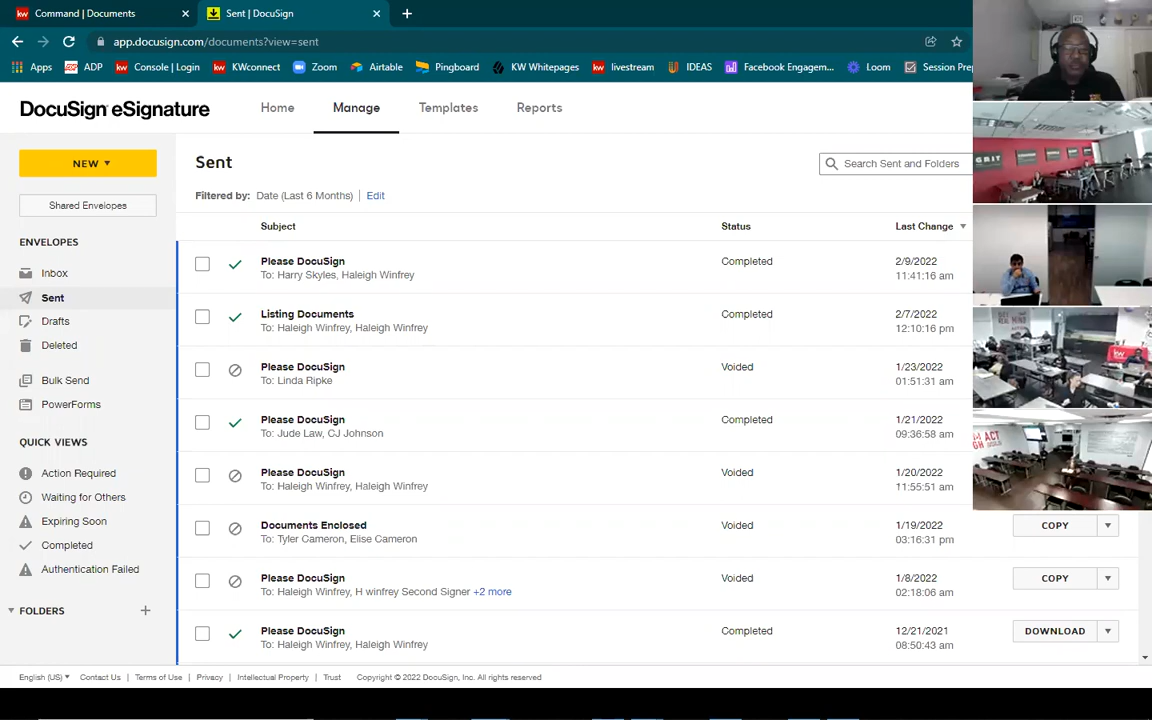 Command | Documents
Sent | DocuSign
app.docusign.com/documents?view=sent
Apps ADP Console | Login KWconnect Zoom Airtable Pingboard KW Whitepages livestream IDEAS Facebook Engagem... Loom Session Pre
DocuSign eSignature
Home Manage Templates Reports
NEW
Shared Envelopes
ENVELOPES
Inbox
Sent
Drafts
Deleted
Bulk Send
PowerForms
QUICK VIEWS
Action Required
Waiting for Others
Expiring Soon
Completed
Authentication Failed
FOLDERS
Sent
Search Sent and Folders
Filtered by: Date (Last 6 Months) | Edit
Subject Status Last Change
Please DocuSign Completed 2/9/2022
To: Harry Skyles, Haleigh Winfrey 11:41:16 am
Listing Documents Completed 2/7/2022
To: Haleigh Winfrey, Haleigh Winfrey 12:10:16 pm
Please DocuSign Voided 1/23/2022
To: Linda Ripke 01:51:31 am
Please DocuSign Completed 1/21/2022
To: Jude Law, CJ Johnson 09:36:58 am
Please DocuSign Voided 1/20/2022
To: Haleigh Winfrey, Haleigh Winfrey 11:55:51 am
Documents Enclosed Voided 1/19/2022 COPY
To: Tyler Cameron, Elise Cameron 03:16:31 pm
Please DocuSign Voided 1/8/2022 COPY
To: Haleigh Winfrey, H winfrey Second Signer +2 more 02:18:06 am
Please DocuSign Completed 12/21/2021 DOWNLOAD
To: Haleigh Winfrey, Haleigh Winfrey 08:50:43 am
English (US) Contact Us Terms of Use Privacy Intellectual Property Trust Copyright © 2022 DocuSign, Inc. All rights reserved
GRIT
kw
ACT